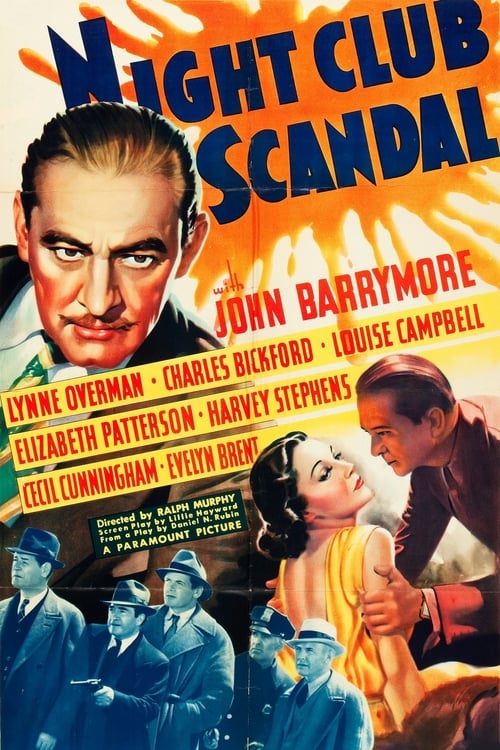 NIGHT CLUB
SCANDAL
with
JOHN BARRYMORE
LYNNE OVERMAN · CHARLES BICKFORD · LOUISE CAMPBELL
ELIZABETH PATTERSON · HARVEY STEPHENS
CECIL CUNNINGHAM · EVELYN BRENT
Directed by RALPH MURPHY
Screen Play by Lillie Hayward
From a Play by Daniel N. Rubin
A PARAMOUNT PICTURE